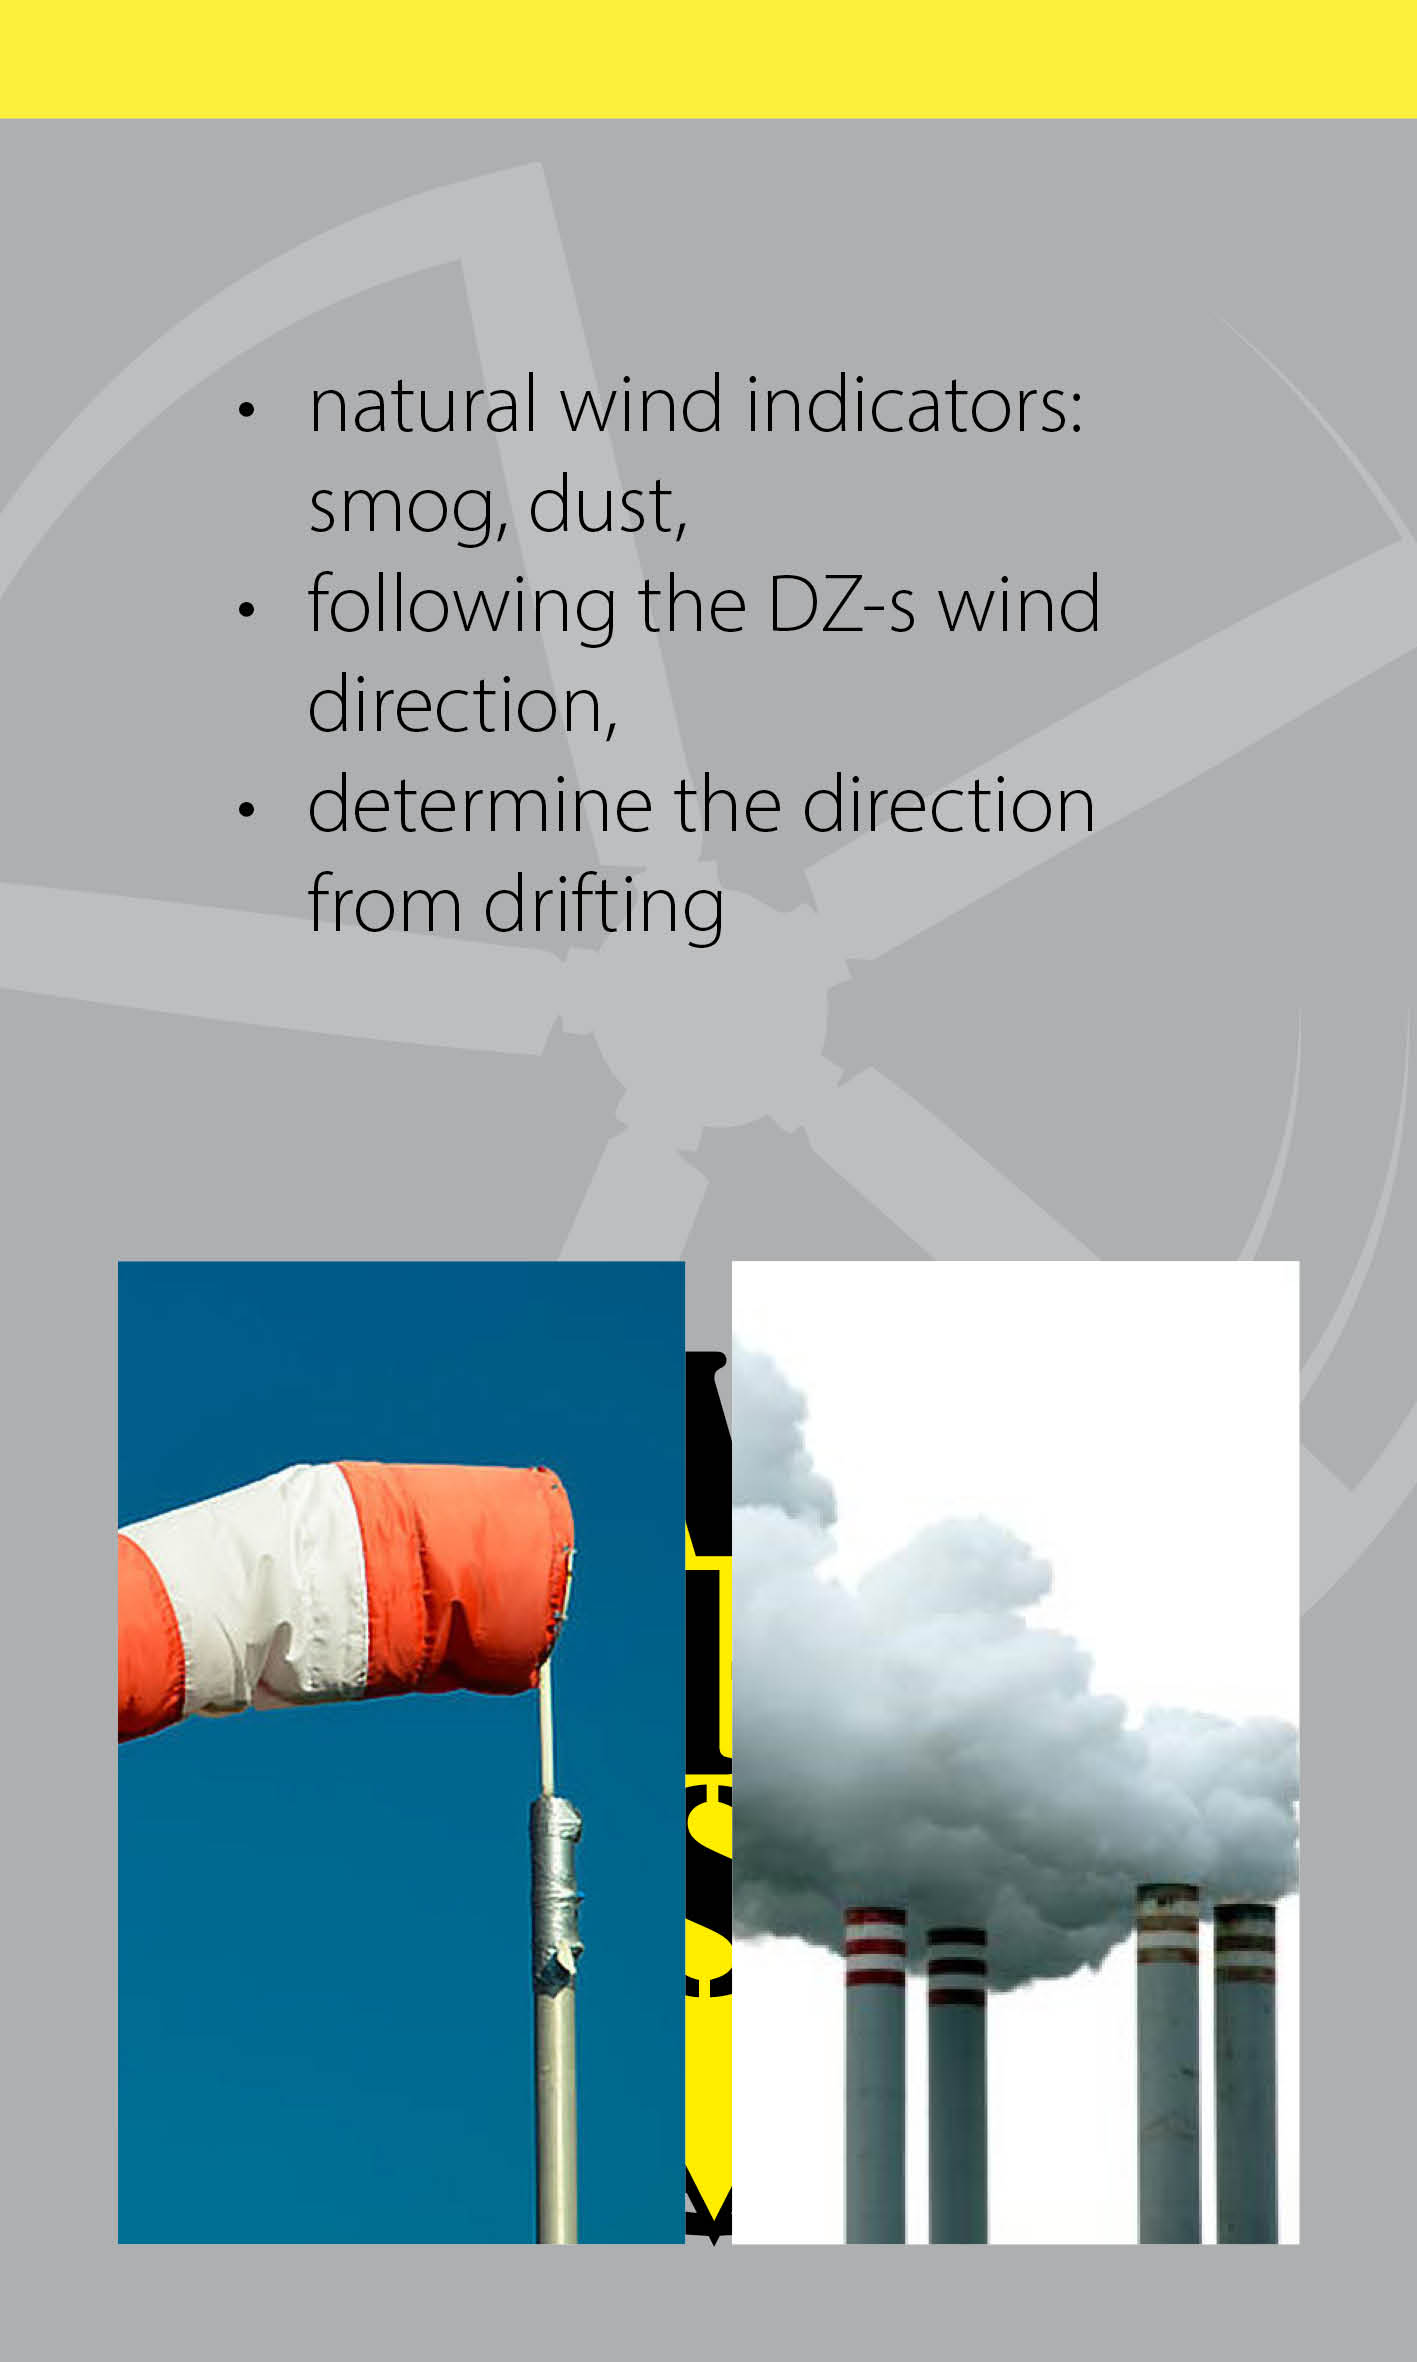 • natural wind indicators:
smog, dust,
• following the DZ-s wind
direction,
• determine the direction
from drifting